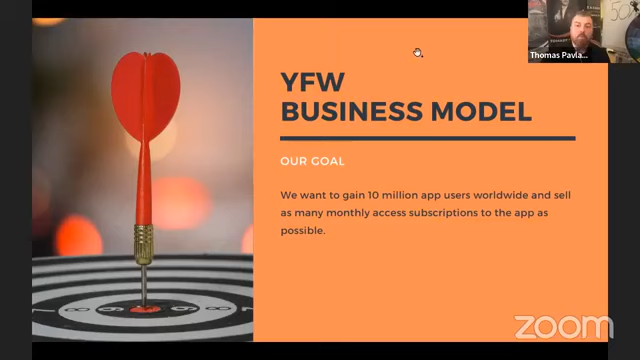 YFW
BUSINESS MODEL
OUR GOAL
We want to gain 10 million app users worldwide and sell
as many monthly access subscriptions to the app as
possible.
Thomas Pavla...
zoom